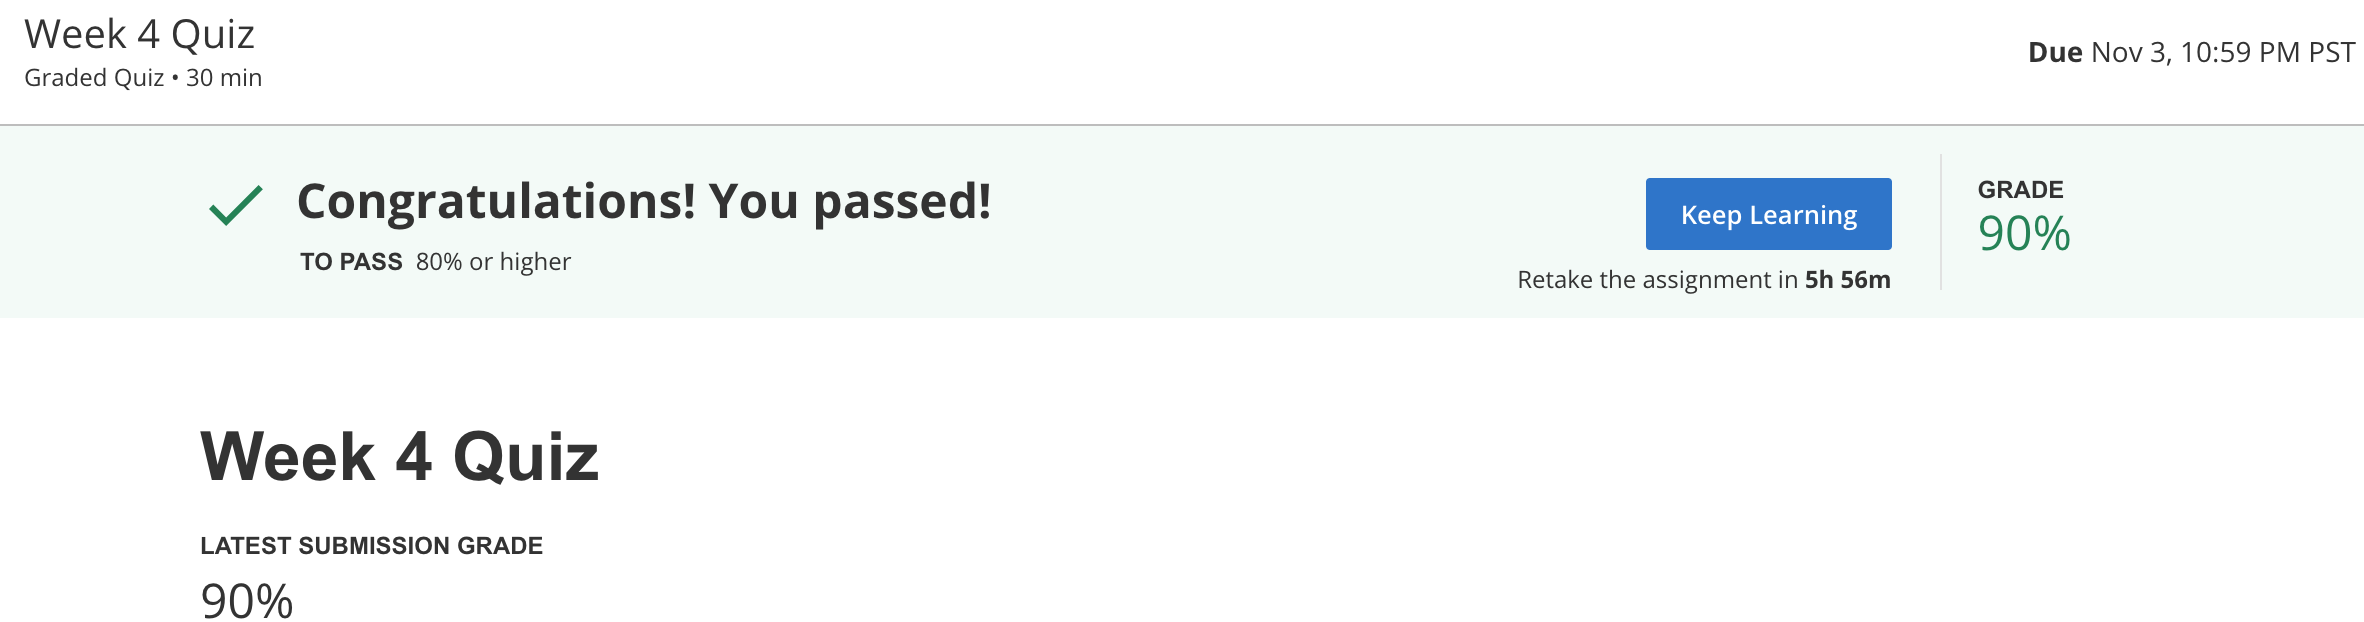 Week 4 Quiz
Graded Quiz • 30 min
Due Nov 3, 10:59 PM PST
Congratulations! You passed!
TO PASS 80% or higher
Keep Learning
Retake the assignment in 5h 56m
GRADE
90%
Week 4 Quiz
LATEST SUBMISSION GRADE
90%